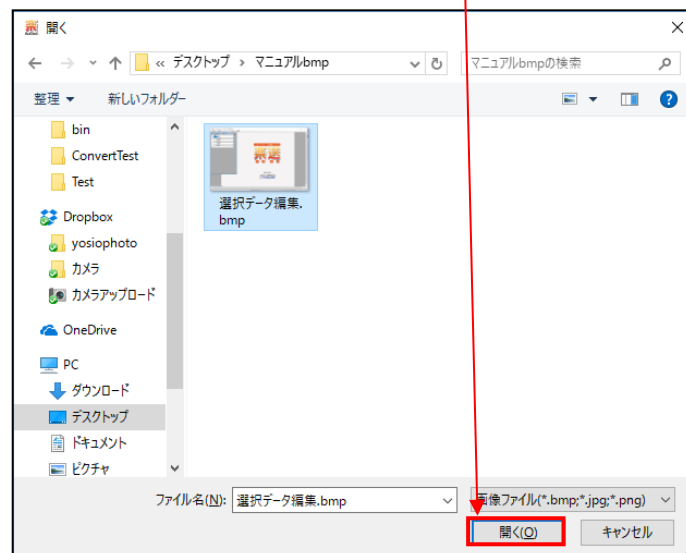 開く
« デスクトップ › マニュアルbmp
マニュアルbmpの検索
整理 新しいフォルダー
bin
ConvertTest
Test
Dropbox
yosiophoto
カメラ
カメラアップロード
OneDrive
PC
ダウンロード
デスクトップ
ドキュメント
ピクチャ
選択データ編集.
bmp
ファイル名(N): 選択データ編集.bmp
画像ファイル(*.bmp;*.jpg;*.png)
開く(O) キャンセル